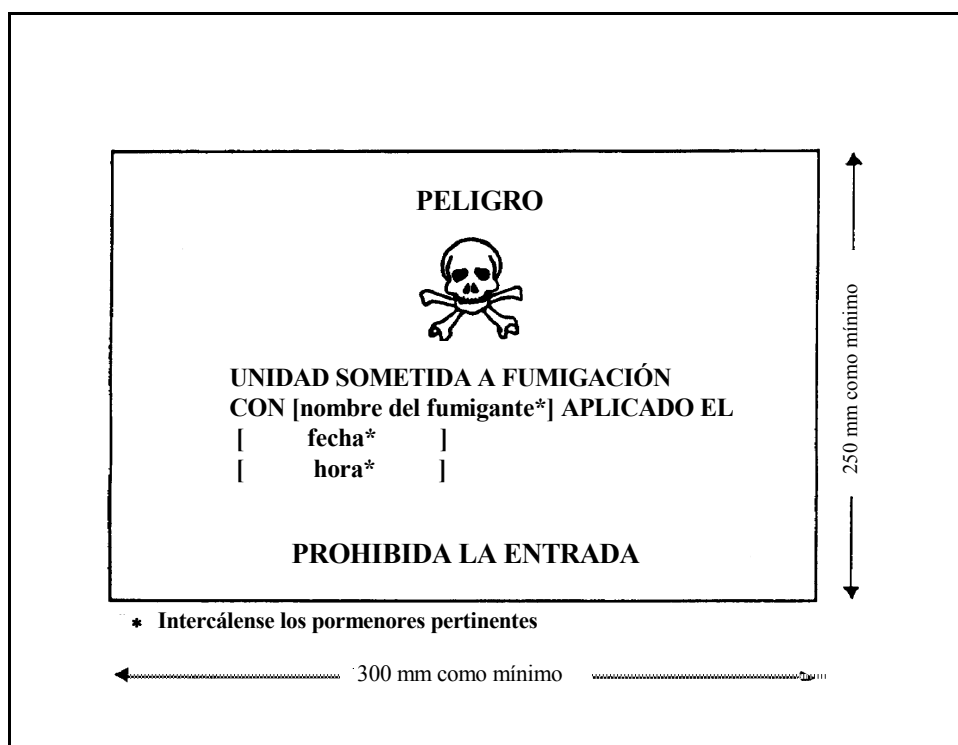 PELIGRO
UNIDAD SOMETIDA A FUMIGACIÓN
CON [nombre del fumigante*] APLICADO EL
[ fecha* ]
[ hora* ]
PROHIBIDA LA ENTRADA
250 mm como mínimo
* Intercálense los pormenores pertinentes
300 mm como mínimo